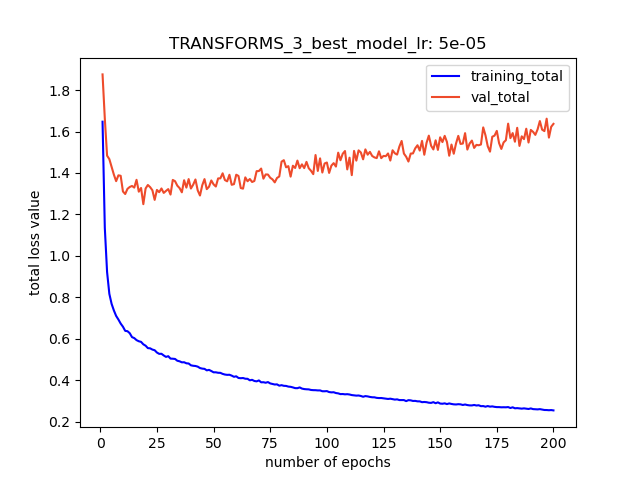 TRANSFORMS_3_best_model_lr: 5e-05
training_total
val_total
total loss value
1.8
1.6
1.4
1.2
1.0
0.8
0.6
0.4
0.2
0 25 50 75 100 125 150 175 200
number of epochs